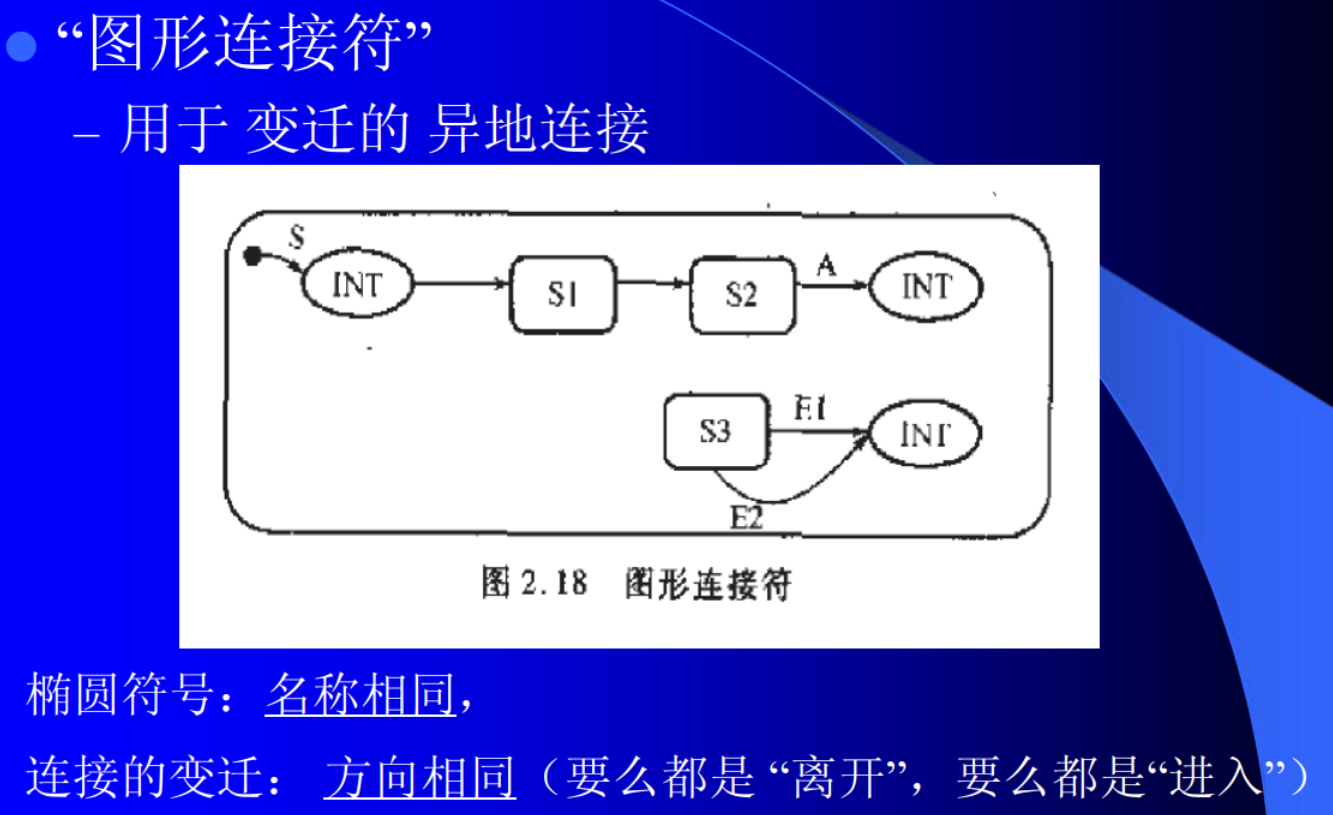 “图形连接符”
– 用于 变迁的 异地连接
S
INT
S1
S2
A
INT
S3
E1
INT
E2
图 2.18 图形连接符
椭圆符号：名称相同，
连接的变迁： 方向相同（要么都是 “离开”，要么都是“进入”）